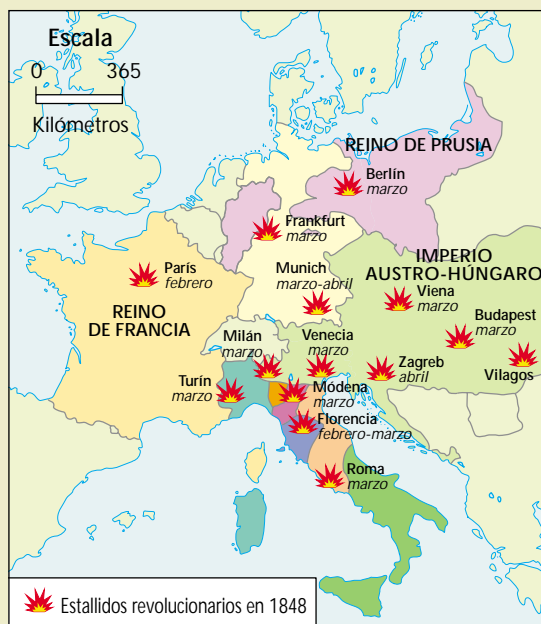 Escala
0 365
Kilómetros
REINO DE PRUSIA
Berlín
marzo
Frankfurt
marzo
París
febrero
Munich
marzo-abril
IMPERIO
AUSTRO-HÚNGARO
Viena
marzo
Budapest
marzo
REINO
DE FRANCIA
Milán
marzo
Venecia
marzo
Zagreb
abril
Vilagos
Turín
marzo
Módena
marzo
Florencia
febrero-marzo
Roma
marzo
Estallidos revolucionarios en 1848